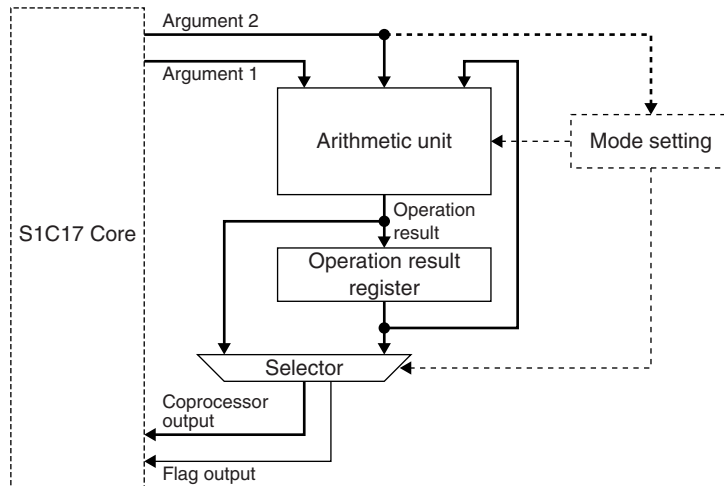 Argument 2
Argument 1
Arithmetic unit
Mode setting
S1C17 Core
Operation
result
Operation result
register
Selector
Coprocessor
output
Flag output